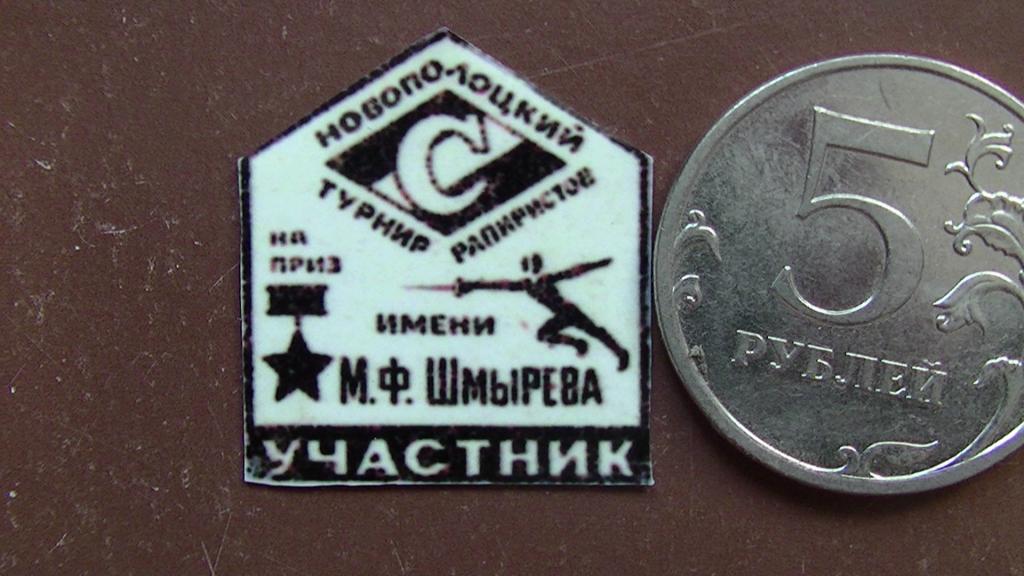 НОВОПОЛОЦКИЙ
С
ТУРНИР РАПИРИСТОВ
НА
ПРИЗ
ИМЕНИ
М.Ф. ШМЫРЕВА
УЧАСТНИК
5
РУБЛЕЙ